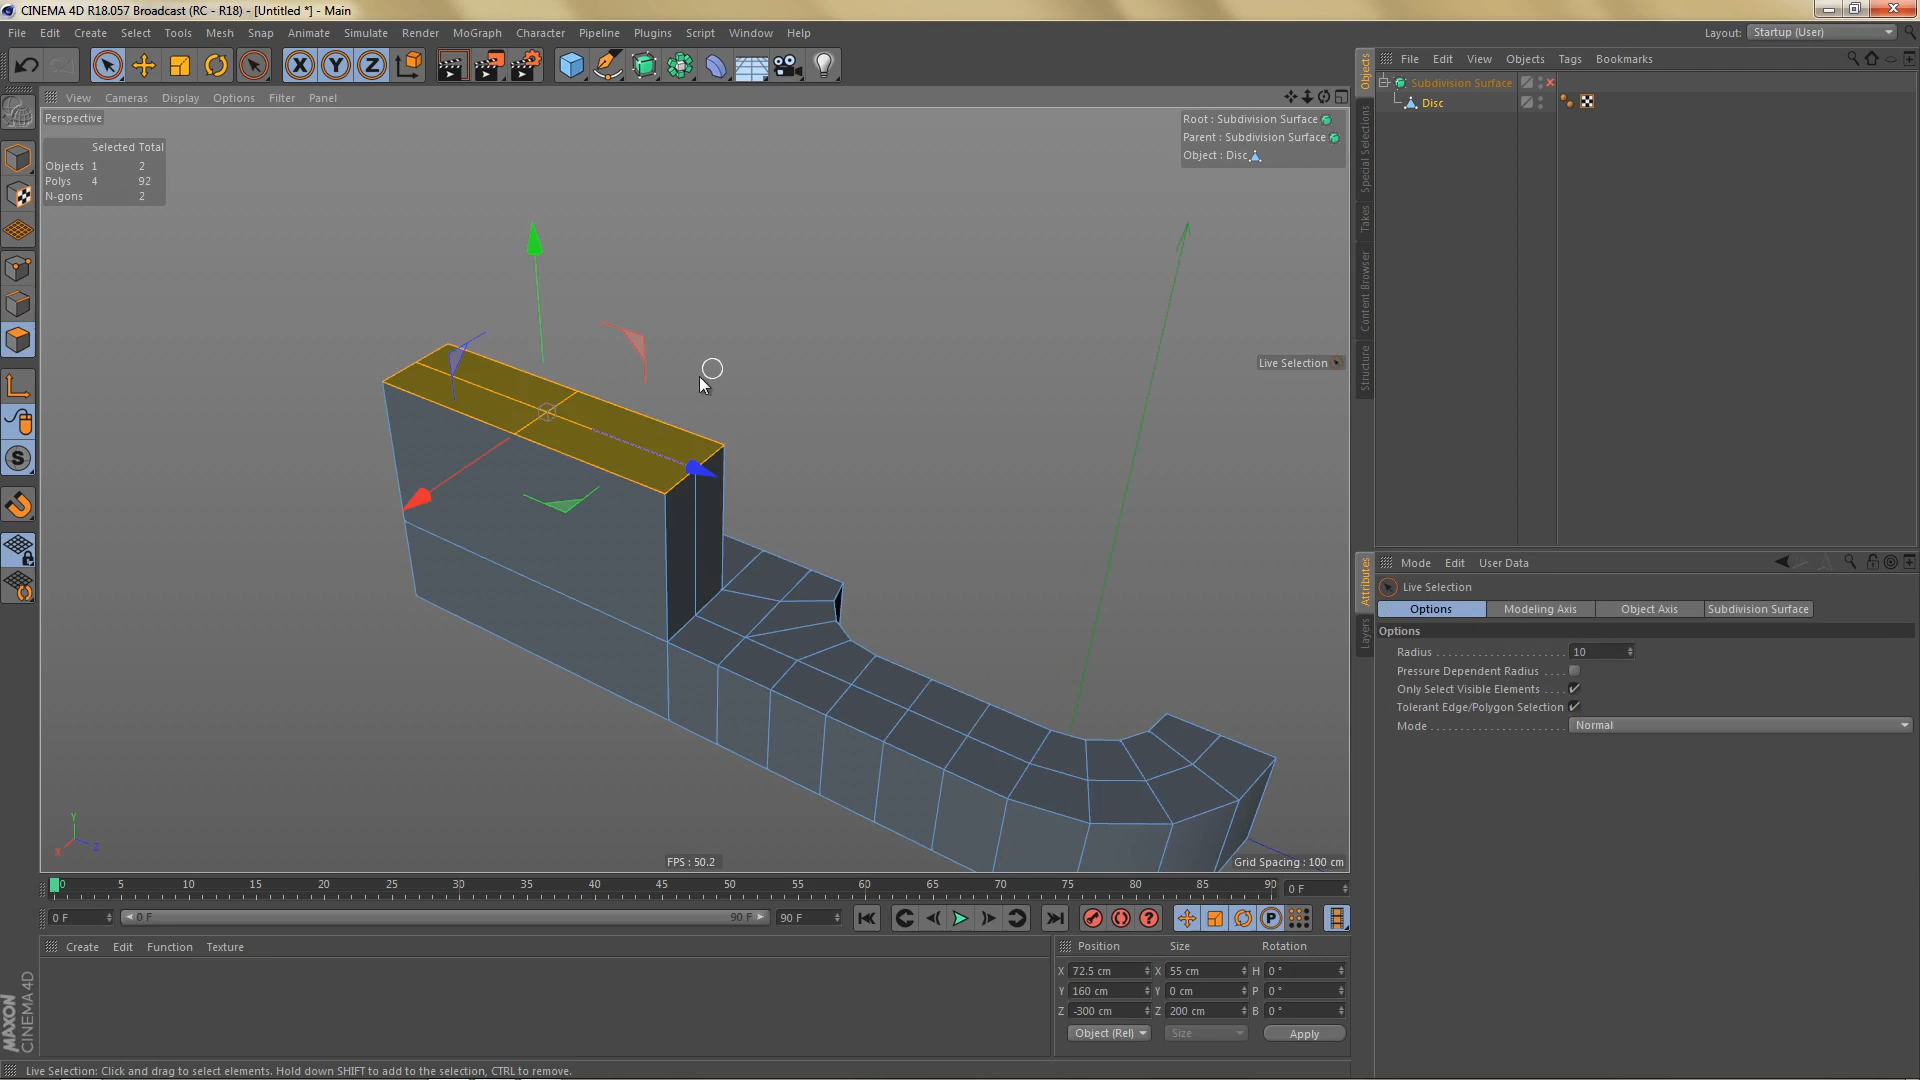 CINEMA 4D R18.057 Broadcast (RC - R18) - [Untitled *] - Main
File Edit Create Select Tools Mesh Snap Animate Simulate Render MoGraph Character Pipeline Plugins Script Window Help
Layout: Startup (User)
X Y Z
File Edit View Objects Tags Bookmarks
View Cameras Display Options Filter Panel
Perspective
Selected Total
Objects 1 2
Polys 4 92
N-gons 2
Root : Subdivision Surface
Parent : Subdivision Surface
Object : Disc
Live Selection
Subdivision Surface
Disc
Objects
Special Selections
Takes
Content Browser
Structure
Attributes
Layers
Mode Edit User Data
Live Selection
Options Modeling Axis Object Axis Subdivision Surface
Options
Radius 10
Pressure Dependent Radius
Only Select Visible Elements
Tolerant Edge/Polygon Selection
Mode Normal
S
Y
X Z
FPS : 50.2
Grid Spacing : 100 cm
0 5 10 15 20 25 30 35 40 45 50 55 60 65 70 75 80 85 90 0 F
0 F 0 F 90 F 90 F
P
Create Edit Function Texture
Position Size Rotation
X 72.5 cm X 55 cm H 0 °
Y 160 cm Y 0 cm P 0 °
Z -300 cm Z 200 cm B 0 °
Object (Rel) Size Apply
MAXON
CINEMA 4D
Live Selection: Click and drag to select elements. Hold down SHIFT to add to the selection, CTRL to remove.